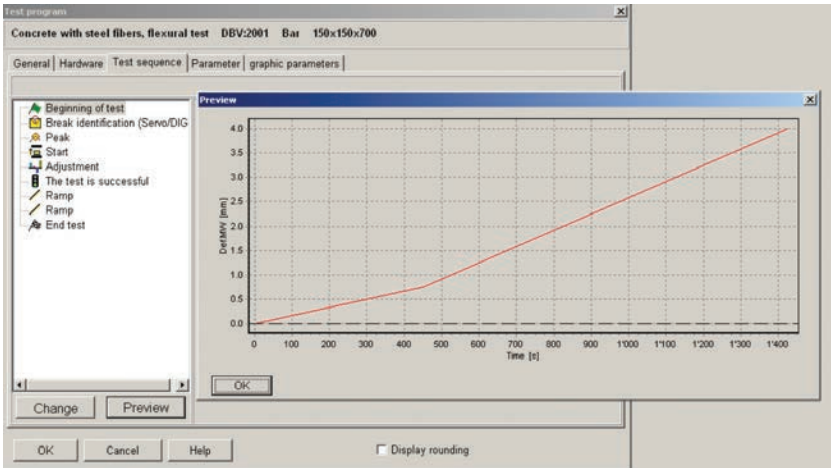 Test program
Concrete with steel fibers, flexural test DBV:2001 Bar 150x150x700
General Hardware Test sequence Parameter graphic parameters
Beginning of test
Break identification (Servo/DIG
Peak
Start
Adjustment
The test is successful
Ramp
Ramp
End test
Change Preview
Preview
4.0
3.5
3.0
2.5
2.0
1.5
1.0
0.5
0.0
Def.MW [mm]
0 100 200 300 400 500 600 700 800 900 1'000 1'100 1'200 1'300 1'400
Time [s]
OK
OK Cancel Help Display rounding